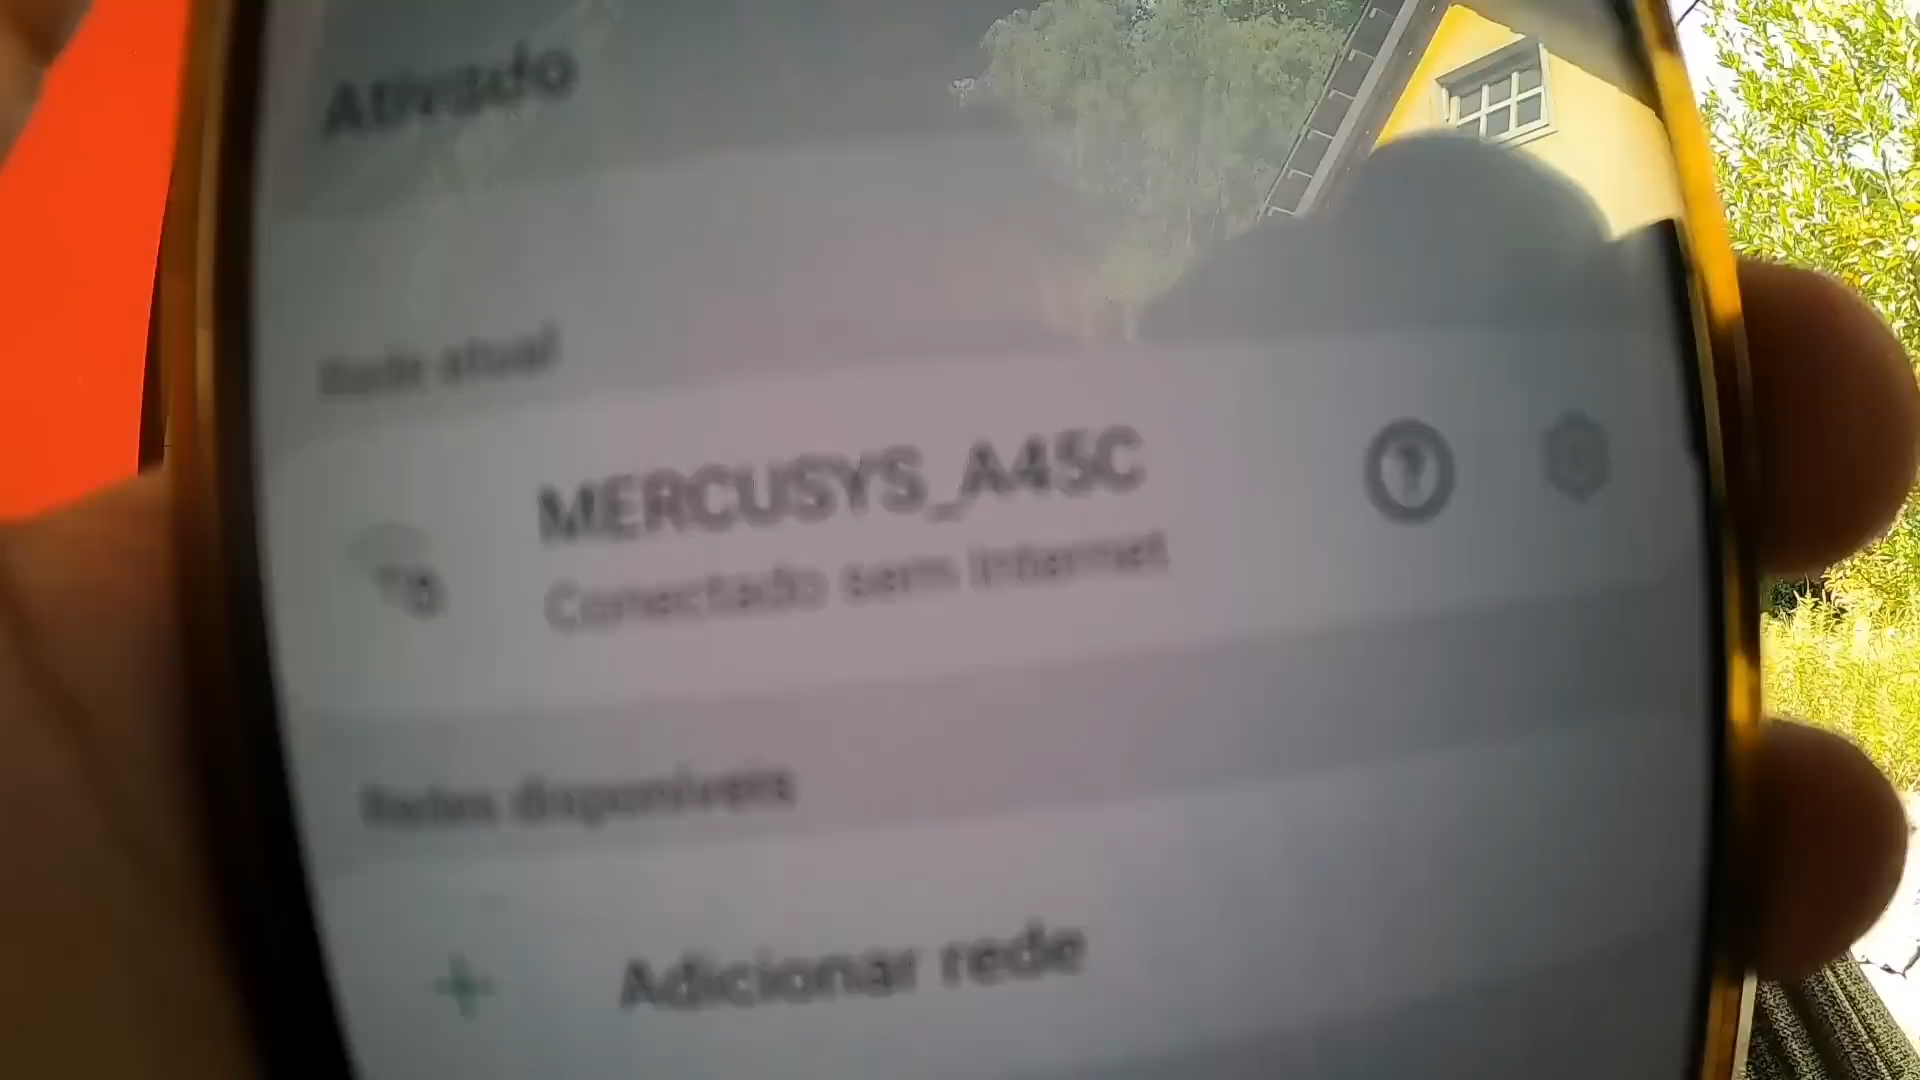 Ativado
Rede atual
MERCUSYS_A45C
Conectado sem Internet
Redes disponíveis
Adicionar rede